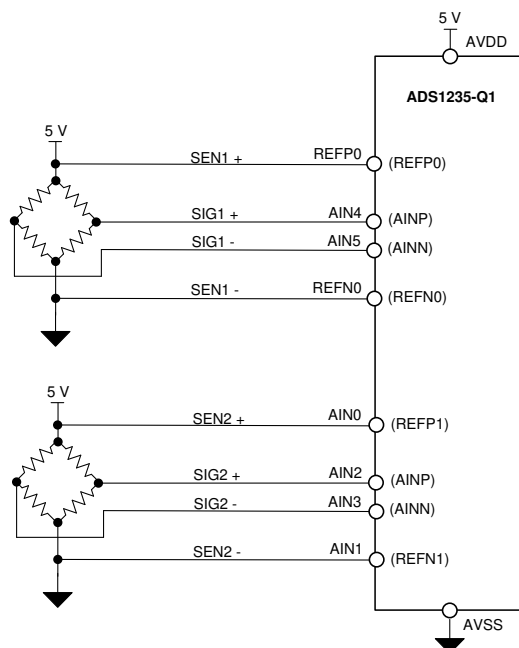 5 V
AVDD
ADS1235-Q1
5 V
SEN1 + REFP0 (REFP0)
SIG1 + AIN4 (AINP)
SIG1 - AIN5 (AINN)
SEN1 - REFN0 (REFN0)
5 V
SEN2 + AIN0 (REFP1)
SIG2 + AIN2 (AINP)
SIG2 - AIN3 (AINN)
SEN2 - AIN1 (REFN1)
AVSS